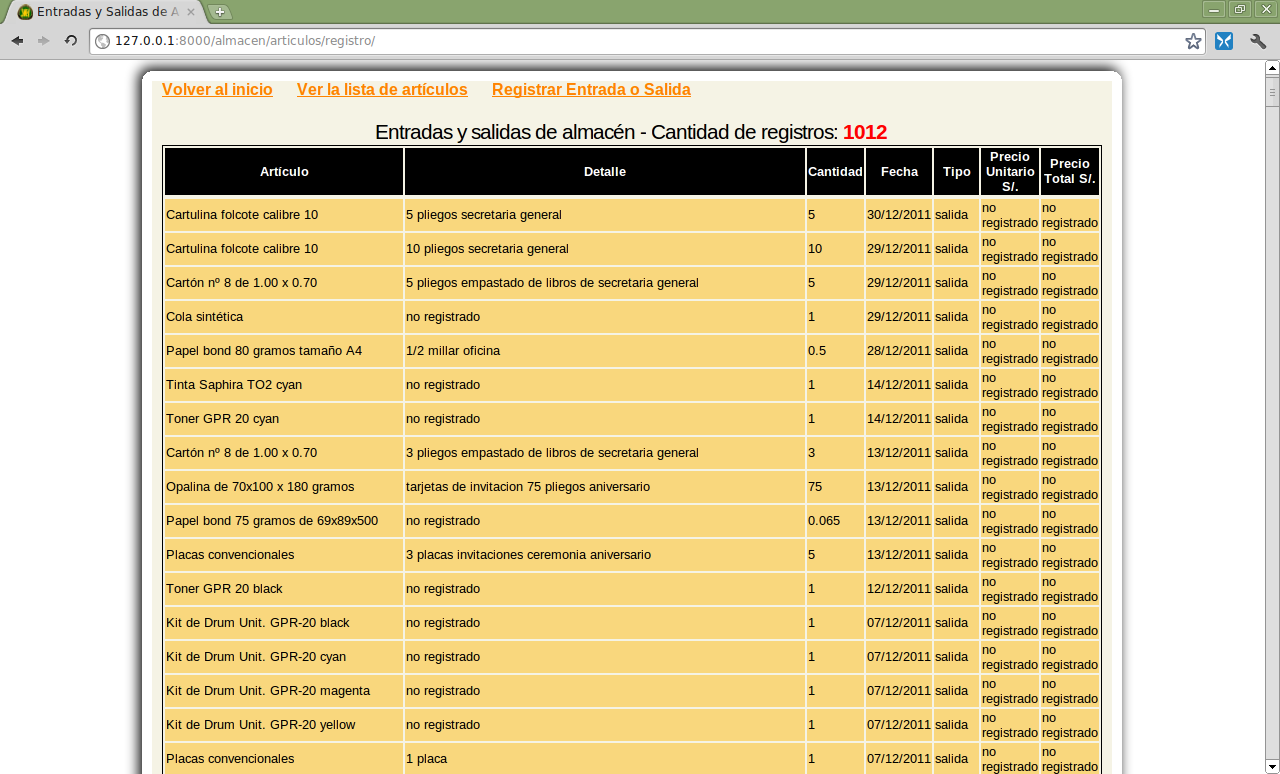 Entradas y Salidas de A
127.0.0.1:8000/almacen/articulos/registro/
Volver al inicio Ver la lista de artículos Registrar Entrada o Salida
Entradas y salidas de almacén - Cantidad de registros: 1012
Artículo Detalle Cantidad Fecha Tipo Precio Unitario S/. Precio Total S/.
Cartulina folcote calibre 10 5 pliegos secretaria general 5 30/12/2011 salida no registrado no registrado
Cartulina folcote calibre 10 10 pliegos secretaria general 10 29/12/2011 salida no registrado no registrado
Cartón nº 8 de 1.00 x 0.70 5 pliegos empastado de libros de secretaria general 5 29/12/2011 salida no registrado no registrado
Cola sintética no registrado 1 29/12/2011 salida no registrado no registrado
Papel bond 80 gramos tamaño A4 1/2 millar oficina 0.5 28/12/2011 salida no registrado no registrado
Tinta Saphira TO2 cyan no registrado 1 14/12/2011 salida no registrado no registrado
Toner GPR 20 cyan no registrado 1 14/12/2011 salida no registrado no registrado
Cartón nº 8 de 1.00 x 0.70 3 pliegos empastado de libros de secretaria general 3 13/12/2011 salida no registrado no registrado
Opalina de 70x100 x 180 gramos tarjetas de invitacion 75 pliegos aniversario 75 13/12/2011 salida no registrado no registrado
Papel bond 75 gramos de 69x89x500 no registrado 0.065 13/12/2011 salida no registrado no registrado
Placas convencionales 3 placas invitaciones ceremonia aniversario 5 13/12/2011 salida no registrado no registrado
Toner GPR 20 black no registrado 1 12/12/2011 salida no registrado no registrado
Kit de Drum Unit. GPR-20 black no registrado 1 07/12/2011 salida no registrado no registrado
Kit de Drum Unit. GPR-20 cyan no registrado 1 07/12/2011 salida no registrado no registrado
Kit de Drum Unit. GPR-20 magenta no registrado 1 07/12/2011 salida no registrado no registrado
Kit de Drum Unit. GPR-20 yellow no registrado 1 07/12/2011 salida no registrado no registrado
Placas convencionales 1 placa 1 07/12/2011 salida no registrado no registrado